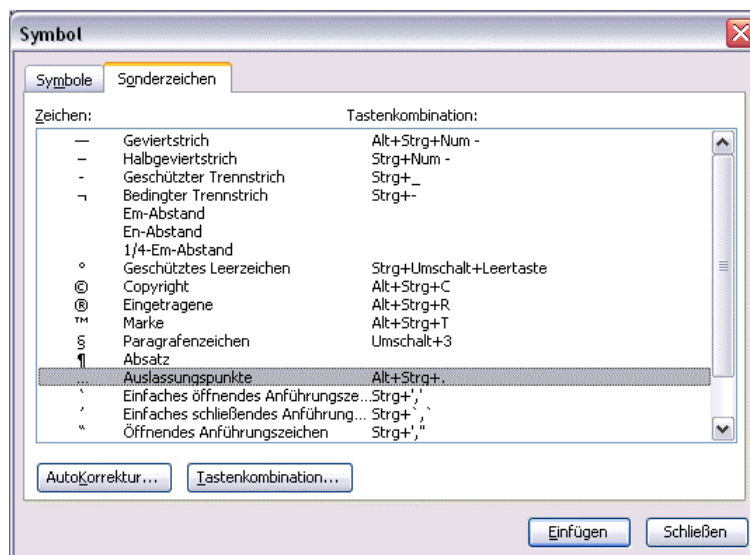 Symbol
Symbole Sonderzeichen
Zeichen: Tastenkombination:
— Geviertstrich Alt+Strg+Num -
– Halbgeviertstrich Strg+Num -
- Geschützter Trennstrich Strg+_
¬ Bedingter Trennstrich Strg+-
Em-Abstand
En-Abstand
1/4-Em-Abstand
° Geschütztes Leerzeichen Strg+Umschalt+Leertaste
© Copyright Alt+Strg+C
® Eingetragene Alt+Strg+R
™ Marke Alt+Strg+T
§ Paragrafenzeichen Umschalt+3
¶ Absatz
… Auslassungspunkte Alt+Strg+.
‛ Einfaches öffnendes Anführungsze...Strg+','
’ Einfaches schließendes Anführung... Strg+`,`
‟ Öffnendes Anführungszeichen Strg+',"
AutoKorrektur... Tastenkombination...
Einfügen Schließen